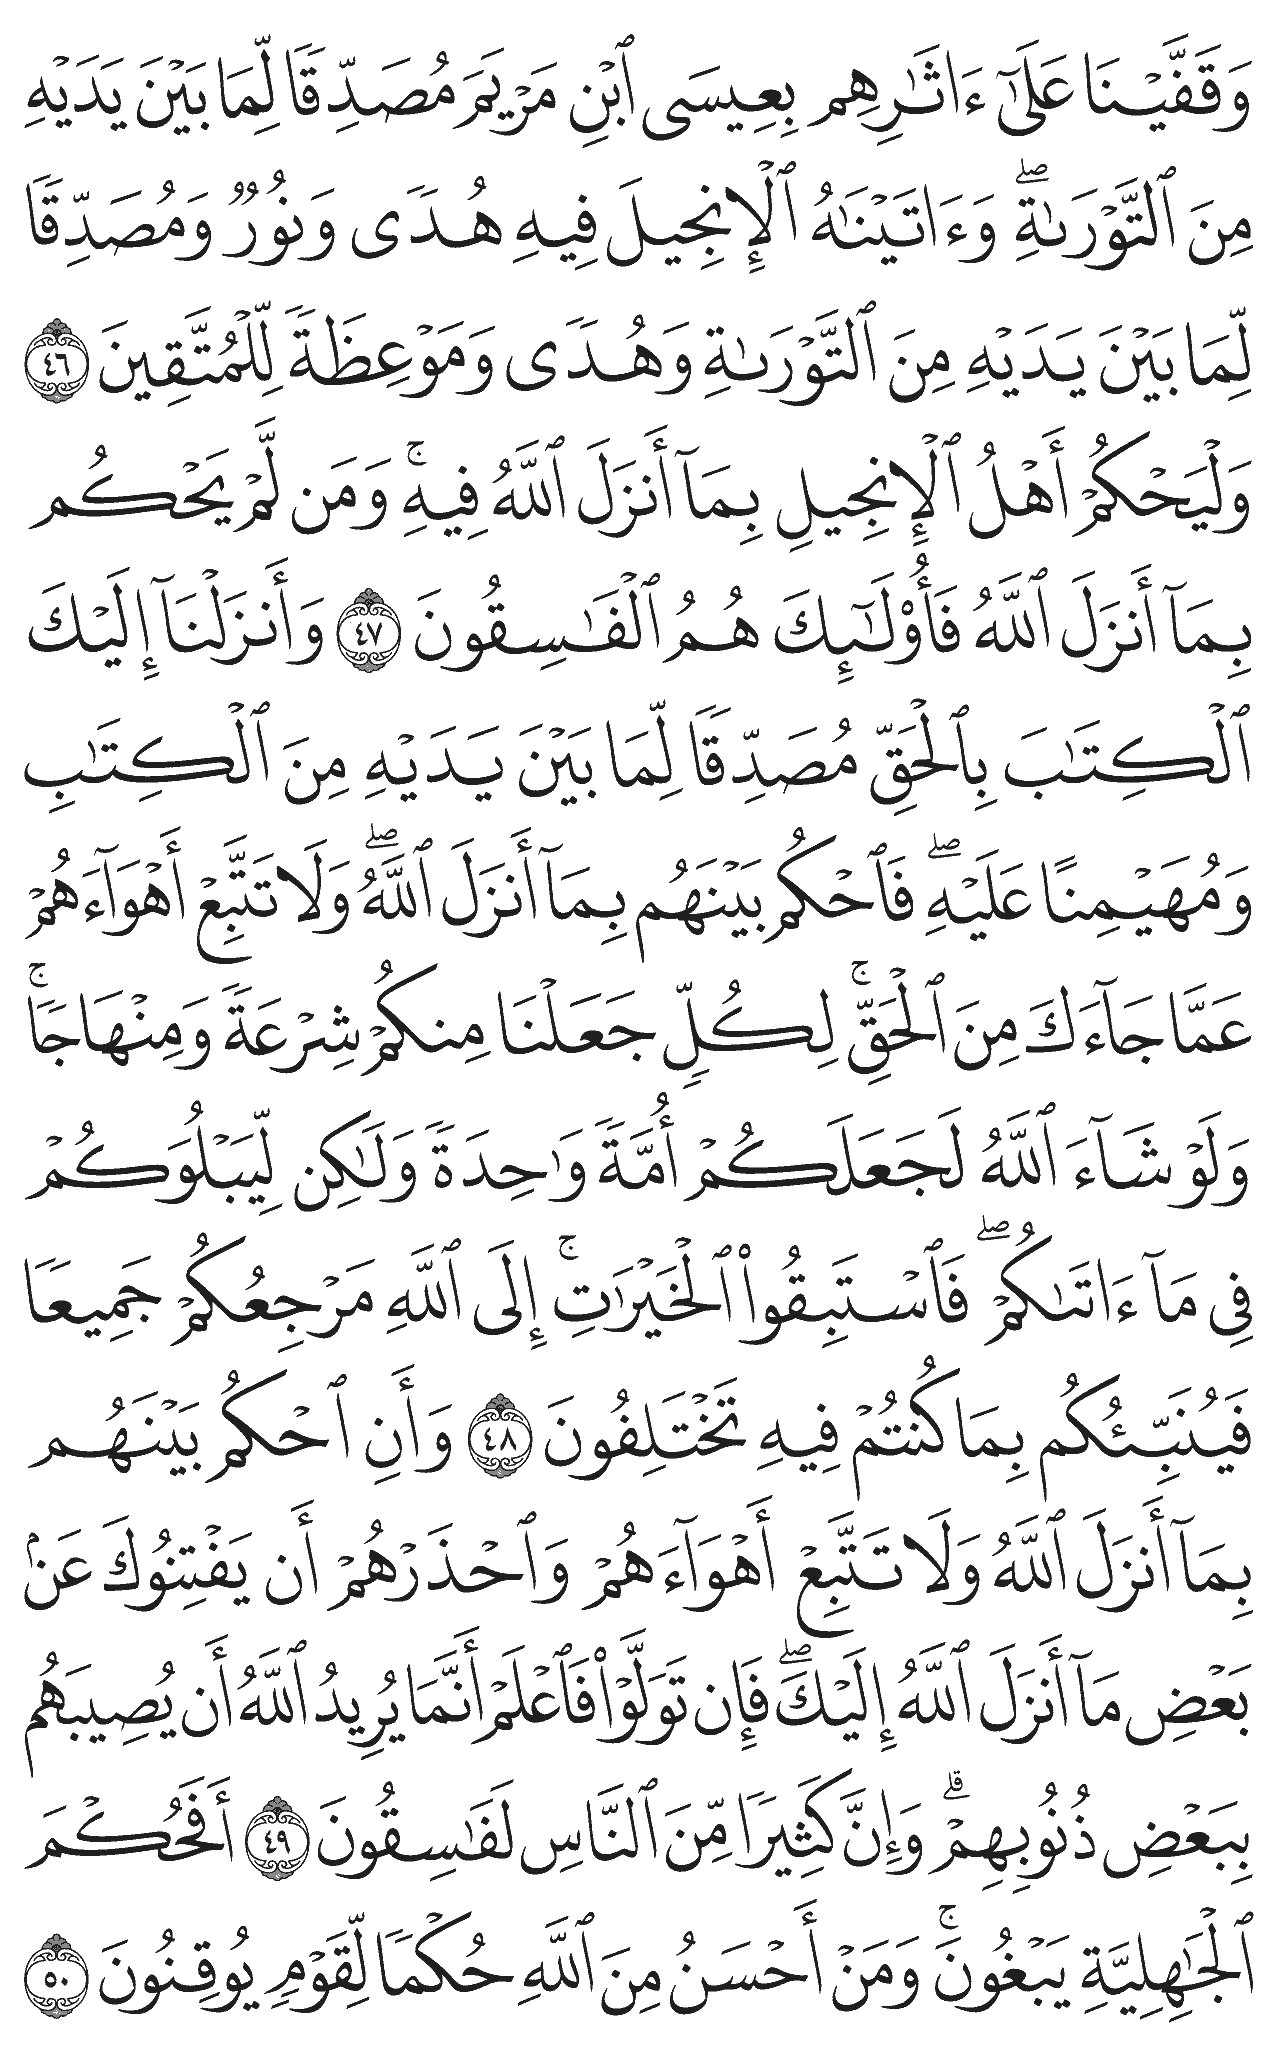 وَقَفَّيۡنَا عَلَىٰٓ ءَاثَٰرِهِم بِعِيسَى ٱبۡنِ مَرۡيَمَ مُصَدِّقٗا لِّمَا بَيۡنَ يَدَيۡهِ
مِنَ ٱلتَّوۡرَىٰةِۖ وَءَاتَيۡنَٰهُ ٱلۡإِنجِيلَ فِيهِ هُدٗى وَنُورٞ وَمُصَدِّقٗا
لِّمَا بَيۡنَ يَدَيۡهِ مِنَ ٱلتَّوۡرَىٰةِ وَهُدٗى وَمَوۡعِظَةٗ لِّلۡمُتَّقِينَ ٤٦
وَلۡيَحۡكُمۡ أَهۡلُ ٱلۡإِنجِيلِ بِمَآ أَنزَلَ ٱللَّهُ فِيهِۚ وَمَن لَّمۡ يَحۡكُم
بِمَآ أَنزَلَ ٱللَّهُ فَأُوْلَٰٓئِكَ هُمُ ٱلۡفَٰسِقُونَ ٤٧ وَأَنزَلۡنَآ إِلَيۡكَ
ٱلۡكِتَٰبَ بِٱلۡحَقِّ مُصَدِّقٗا لِّمَا بَيۡنَ يَدَيۡهِ مِنَ ٱلۡكِتَٰبِ
وَمُهَيۡمِنًا عَلَيۡهِۖ فَٱحۡكُم بَيۡنَهُم بِمَآ أَنزَلَ ٱللَّهُۖ وَلَا تَتَّبِعۡ أَهۡوَآءَهُمۡ
عَمَّا جَآءَكَ مِنَ ٱلۡحَقِّۚ لِكُلّٖ جَعَلۡنَا مِنكُمۡ شِرۡعَةٗ وَمِنۡهَاجٗاۚ
وَلَوۡ شَآءَ ٱللَّهُ لَجَعَلَكُمۡ أُمَّةٗ وَٰحِدَةٗ وَلَٰكِن لِّيَبۡلُوَكُمۡ
فِي مَآ ءَاتَىٰكُمۡۖ فَٱسۡتَبِقُواْ ٱلۡخَيۡرَٰتِۚ إِلَى ٱللَّهِ مَرۡجِعُكُمۡ جَمِيعٗا
فَيُنَبِّئُكُم بِمَا كُنتُمۡ فِيهِ تَخۡتَلِفُونَ ٤٨ وَأَنِ ٱحۡكُم بَيۡنَهُم
بِمَآ أَنزَلَ ٱللَّهُ وَلَا تَتَّبِعۡ أَهۡوَآءَهُمۡ وَٱحۡذَرۡهُمۡ أَن يَفۡتِنُوكَ عَنۢ
بَعۡضِ مَآ أَنزَلَ ٱللَّهُ إِلَيۡكَۖ فَإِن تَوَلَّوۡاْ فَٱعۡلَمۡ أَنَّمَا يُرِيدُ ٱللَّهُ أَن يُصِيبَهُم
بِبَعۡضِ ذُنُوبِهِمۡۗ وَإِنَّ كَثِيرٗا مِّنَ ٱلنَّاسِ لَفَٰسِقُونَ ٤٩ أَفَحُكۡمَ
ٱلۡجَٰهِلِيَّةِ يَبۡغُونَۚ وَمَنۡ أَحۡسَنُ مِنَ ٱللَّهِ حُكۡمٗا لِّقَوۡمٖ يُوقِنُونَ ٥٠